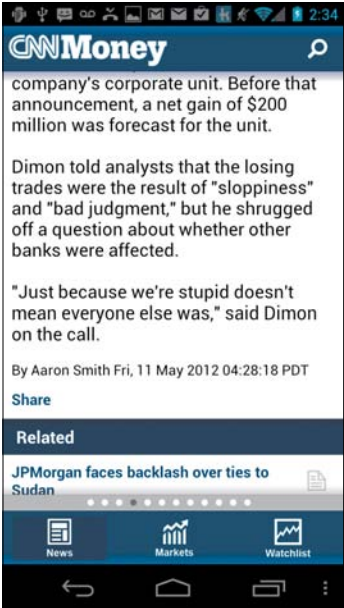 2:34
CNNMoney
company's corporate unit. Before that
announcement, a net gain of $200
million was forecast for the unit.
Dimon told analysts that the losing
trades were the result of "sloppiness"
and "bad judgment," but he shrugged
off a question about whether other
banks were affected.
"Just because we're stupid doesn't
mean everyone else was," said Dimon
on the call.
By Aaron Smith Fri, 11 May 2012 04:28:18 PDT
Share
Related
JPMorgan faces backlash over ties to
Sudan
News Markets Watchlist